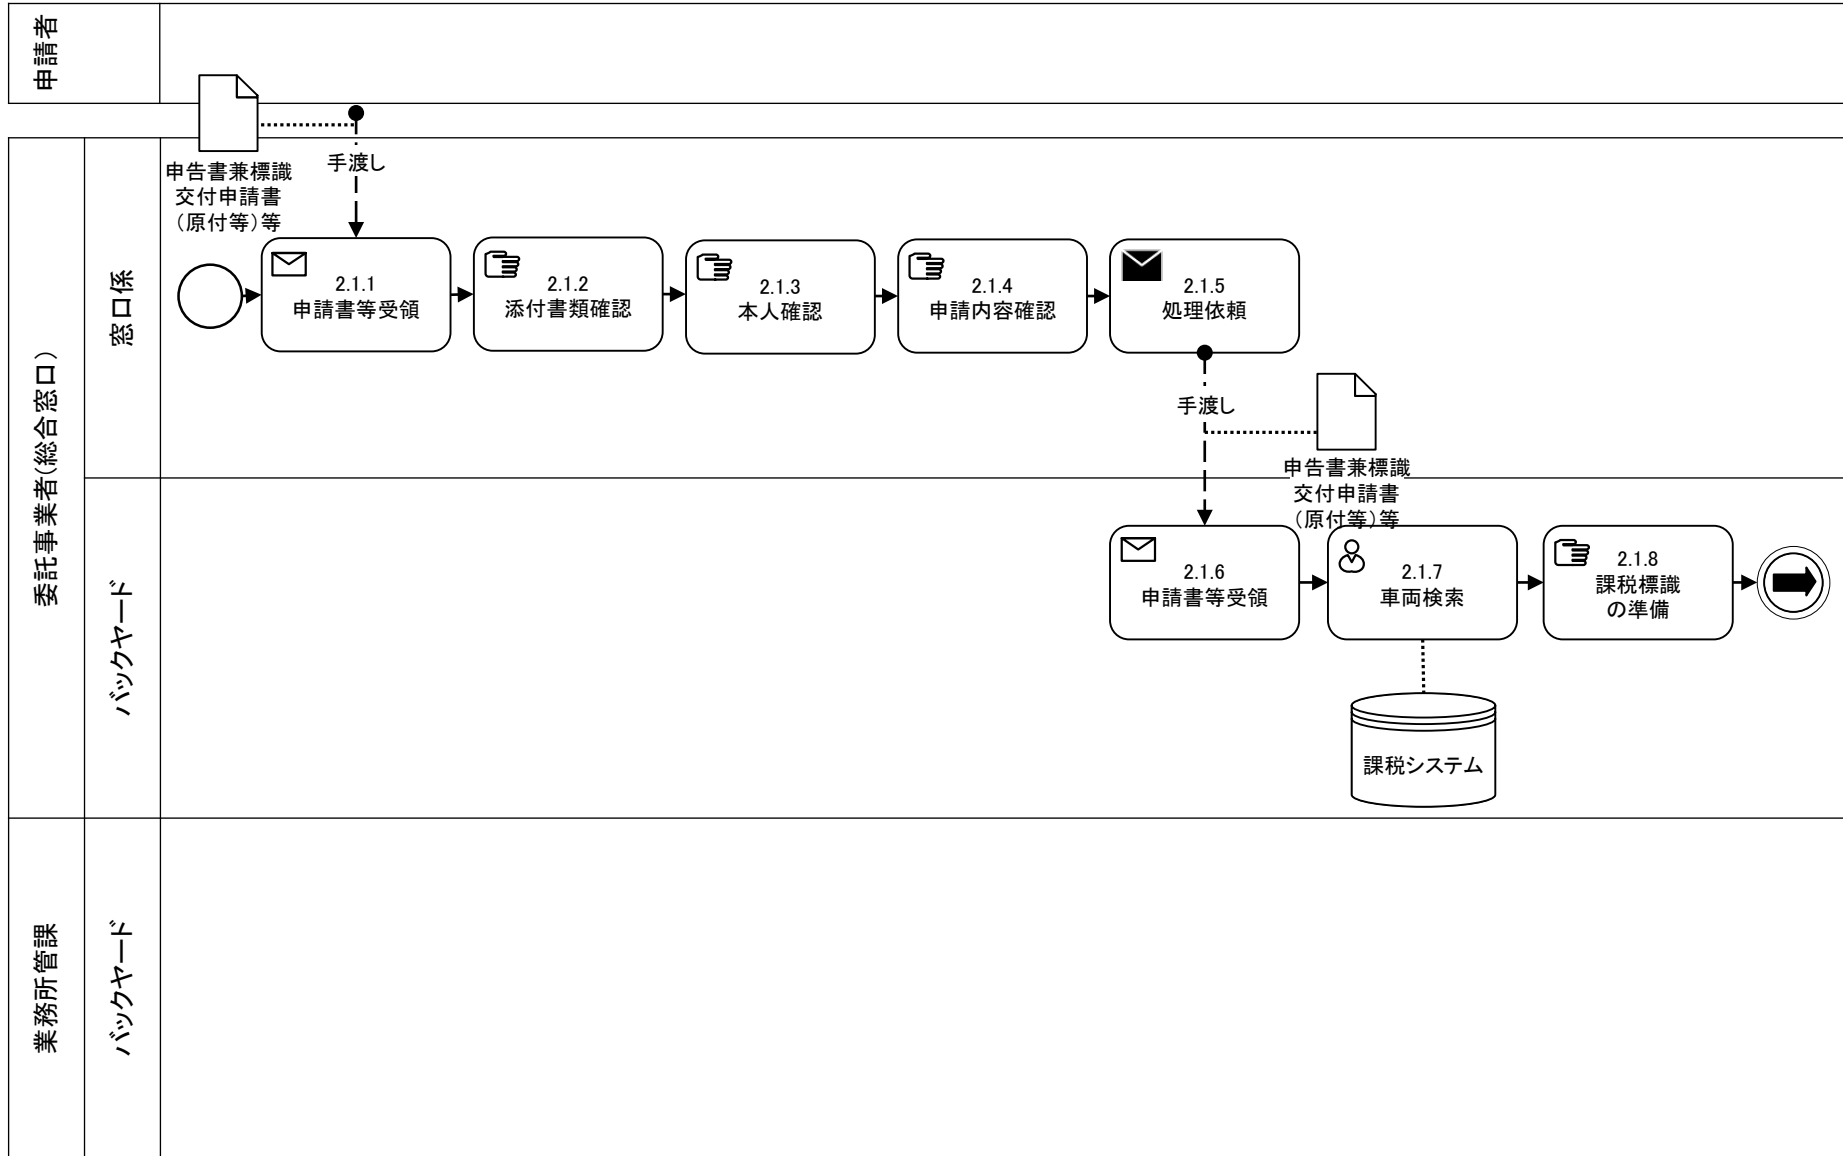 申請者
申告書兼標識
交付申請書
(原付等)等
手渡し
委託事業者(総合窓口)
窓口係
2.1.1
申請書等受領
2.1.2
添付書類確認
2.1.3
本人確認
2.1.4
申請内容確認
2.1.5
処理依頼
手渡し
申告書兼標識
交付申請書
(原付等)等
バックヤード
2.1.6
申請書等受領
2.1.7
車両検索
2.1.8
課税標識
の準備
課税システム
業務所管課
バックヤード